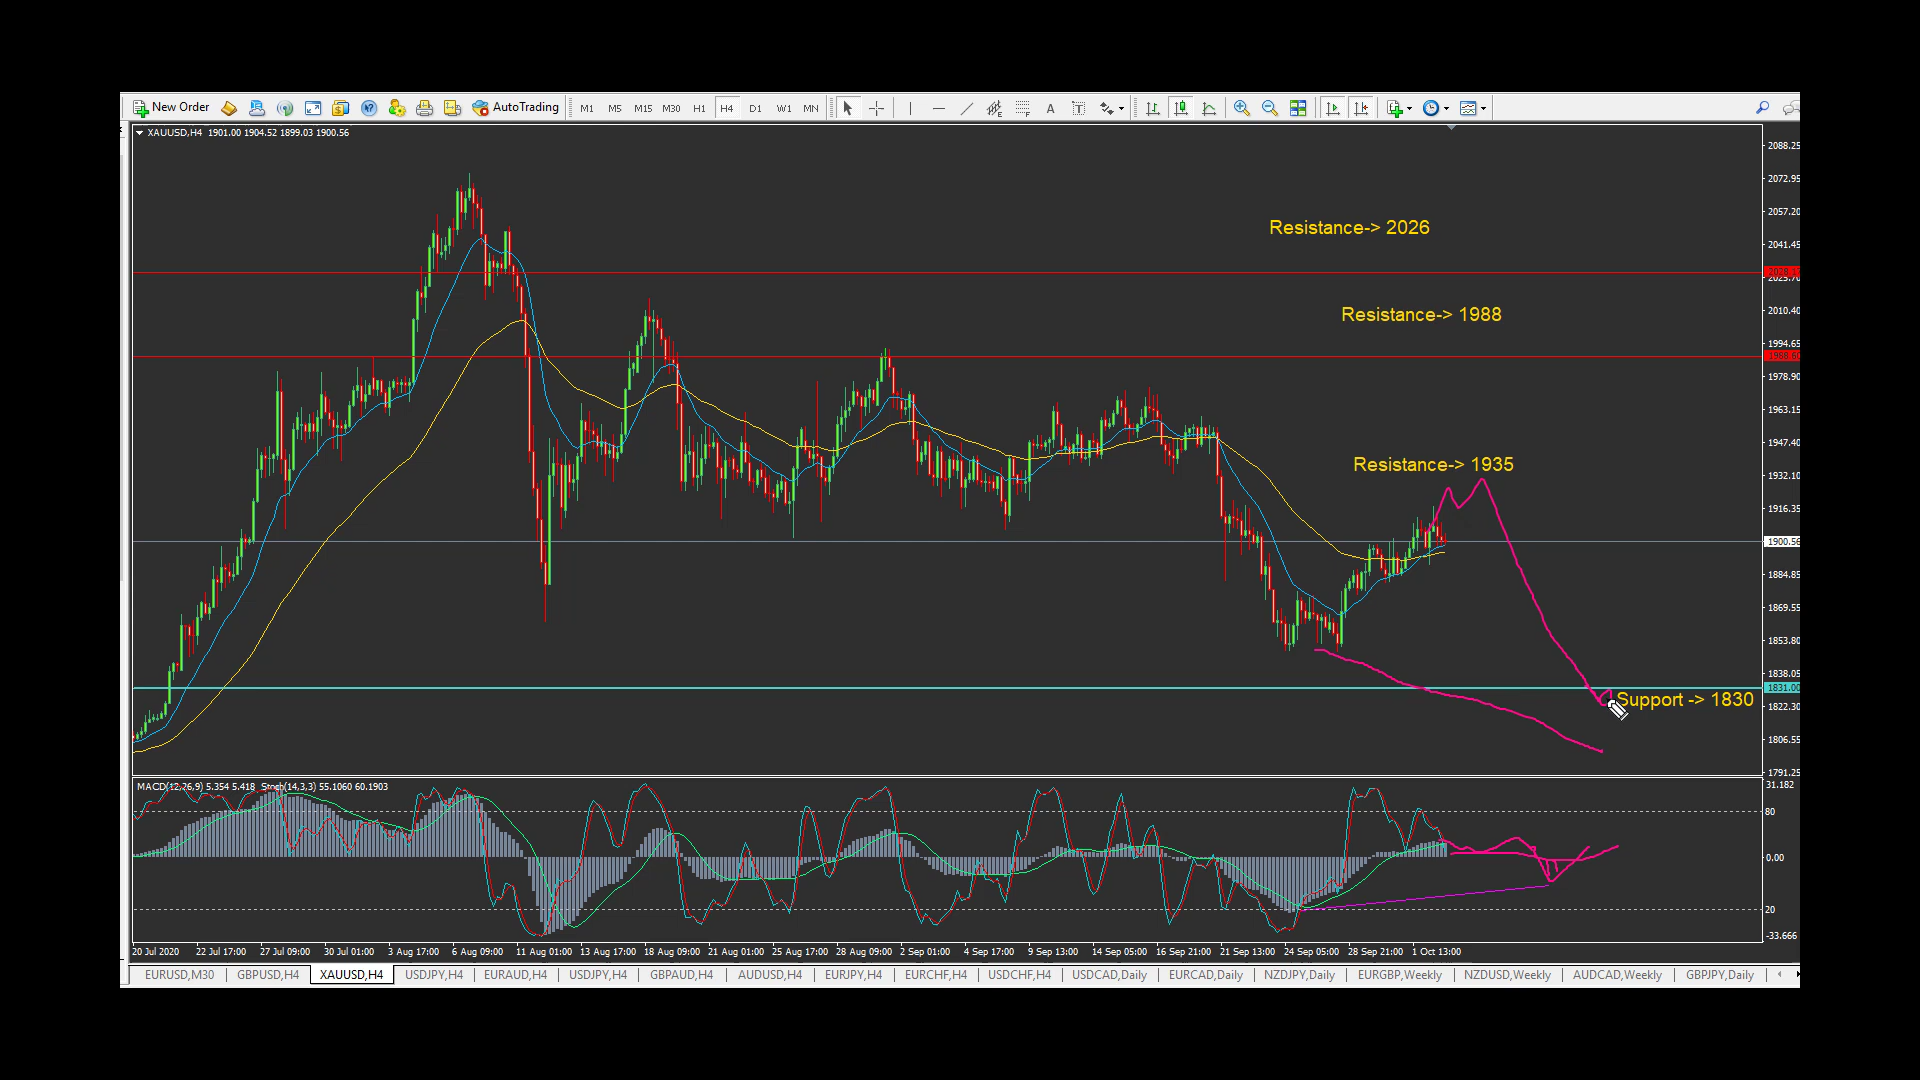 New Order AutoTrading M1 M5 M15 M30 H1 H4 D1 W1 MN A T
XAUUSD,H4 1901.00 1904.52 1899.03 1900.56
2088.25
2072.95
2057.20
Resistance-> 2026
2041.45
2010.40
Resistance-> 1988
1994.65
1978.90
1963.15
1947.40
Resistance-> 1935
1932.10
1916.35
1900.56
1884.85
1869.55
1853.80
1838.05
1831.00
Support -> 1830
1822.30
1806.55
1791.25
MACD(12,26,9) 5.354 5.418 Stoch(14,3,3) 55.1060 60.1903
31.182
80
0.00
20
-33.666
20 Jul 2020 22 Jul 17:00 27 Jul 09:00 30 Jul 01:00 3 Aug 17:00 6 Aug 09:00 11 Aug 01:00 13 Aug 17:00 18 Aug 09:00 21 Aug 01:00 25 Aug 17:00 28 Aug 09:00 2 Sep 01:00 4 Sep 17:00 9 Sep 13:00 14 Sep 05:00 16 Sep 21:00 21 Sep 13:00 24 Sep 05:00 28 Sep 21:00 1 Oct 13:00
EURUSD,M30 GBPUSD,H4 XAUUSD,H4 USDJPY,H4 EURAUD,H4 USDJPY,H4 GBPAUD,H4 AUDUSD,H4 EURJPY,H4 EURCHF,H4 USDCHF,H4 USDCAD,Daily EURCAD,Daily NZDJPY,Daily EURGBP,Weekly NZDUSD,Weekly AUDCAD,Weekly GBPJPY,Daily